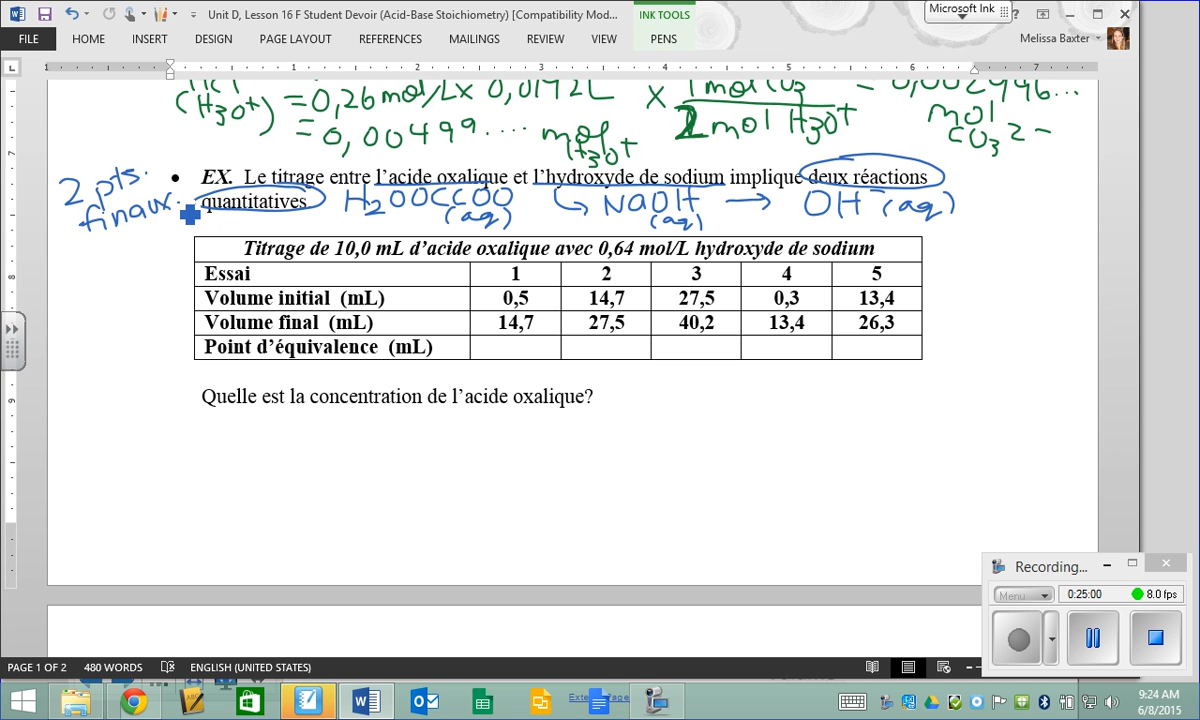 Unit D, Lesson 16 F Student Devoir (Acid-Base Stoichiometry) [Compatibility Mod...
INK TOOLS
Microsoft Ink
FILE HOME INSERT DESIGN PAGE LAYOUT REFERENCES MAILINGS REVIEW VIEW PENS
Melissa Baxter
(H3O+) = 0,26 mol/L x 0,0192L x 1 mol CO3 = 0,002496...
= 0,00499.... mol H3O+
2 mol H3O+
mol CO3 2-
2 pts. finaux.
• EX. Le titrage entre l'acide oxalique et l'hydroxyde de sodium implique deux réactions
quantitatives H2OOCCOO (aq) ↳ NaOH (aq) → OH- (aq)
Titrage de 10,0 mL d'acide oxalique avec 0,64 mol/L hydroxyde de sodium
Essai 1 2 3 4 5
Volume initial (mL) 0,5 14,7 27,5 0,3 13,4
Volume final (mL) 14,7 27,5 40,2 13,4 26,3
Point d'équivalence (mL)
Quelle est la concentration de l'acide oxalique?
Recording...
Menu 0:25:00 8.0 fps
PAGE 1 OF 2 480 WORDS ENGLISH (UNITED STATES)
9:24 AM
6/8/2015